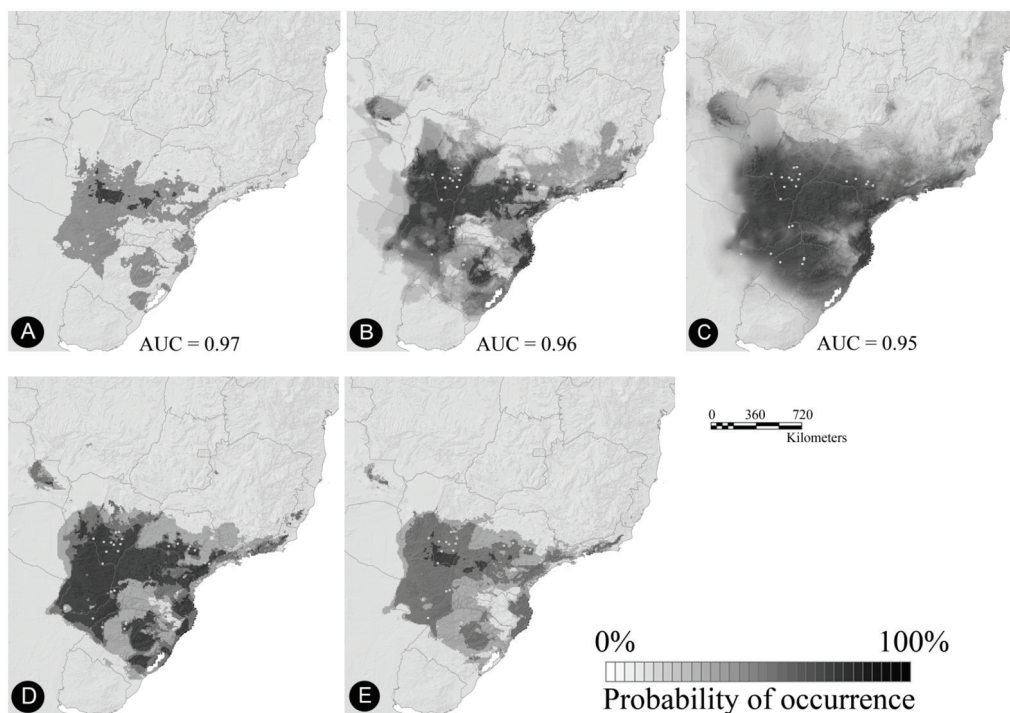 A
AUC = 0.97
B
AUC = 0.96
C
AUC = 0.95
D
E
0 360 720
Kilometers
0% 100%
Probability of occurrence